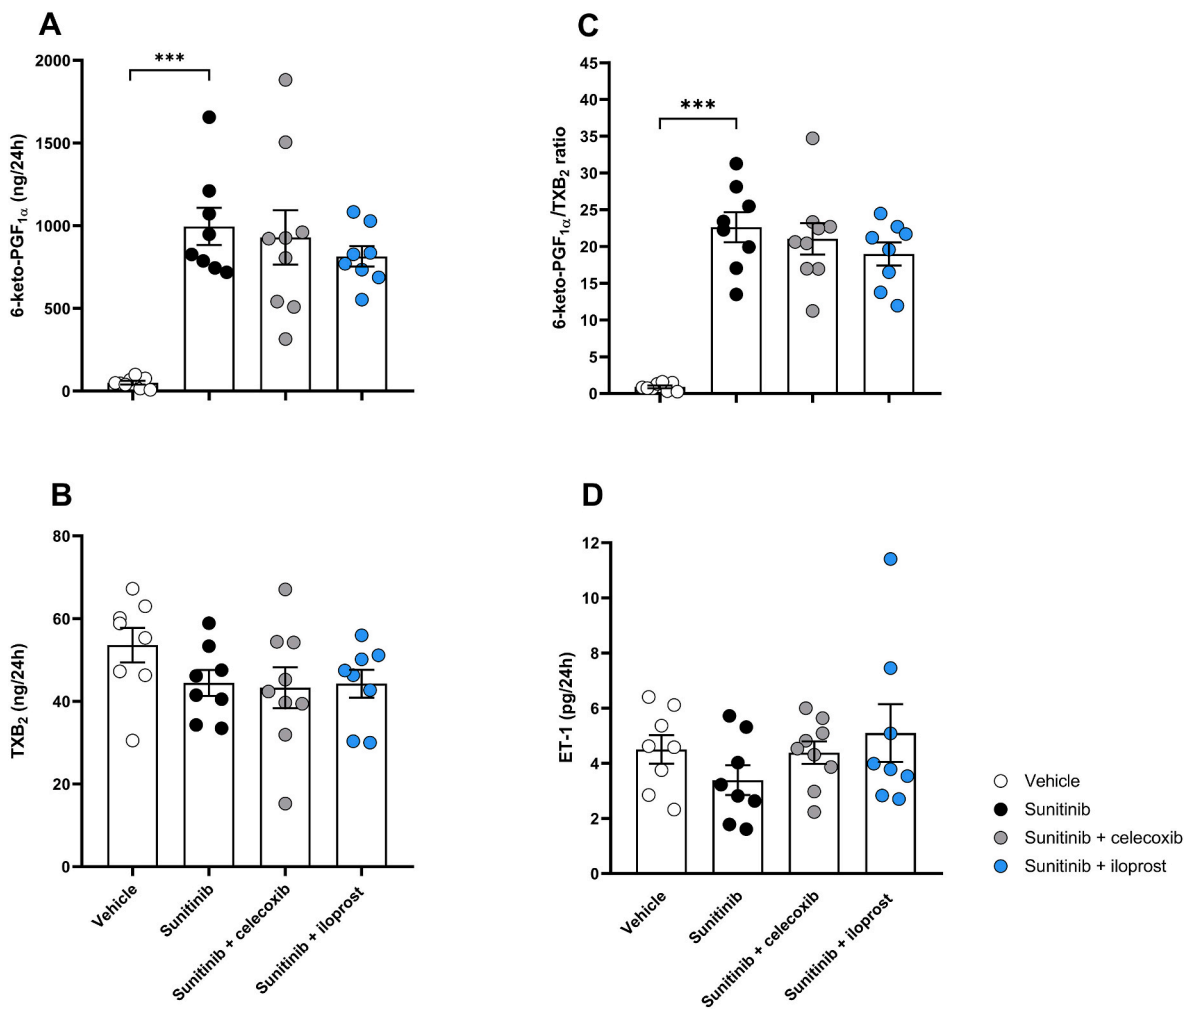 A
6-keto-PGF1α (ng/24h)
2000
1500
1000
500
0
***
C
6-keto-PGF1α/TXB2 ratio
45
40
35
30
25
20
15
10
5
0
***
B
TXB2 (ng/24h)
80
60
40
20
0
Vehicle
Sunitinib
Sunitinib + celecoxib
Sunitinib + iloprost
D
ET-1 (pg/24h)
12
10
8
6
4
2
0
Vehicle
Sunitinib
Sunitinib + celecoxib
Sunitinib + iloprost
Vehicle
Sunitinib
Sunitinib + celecoxib
Sunitinib + iloprost